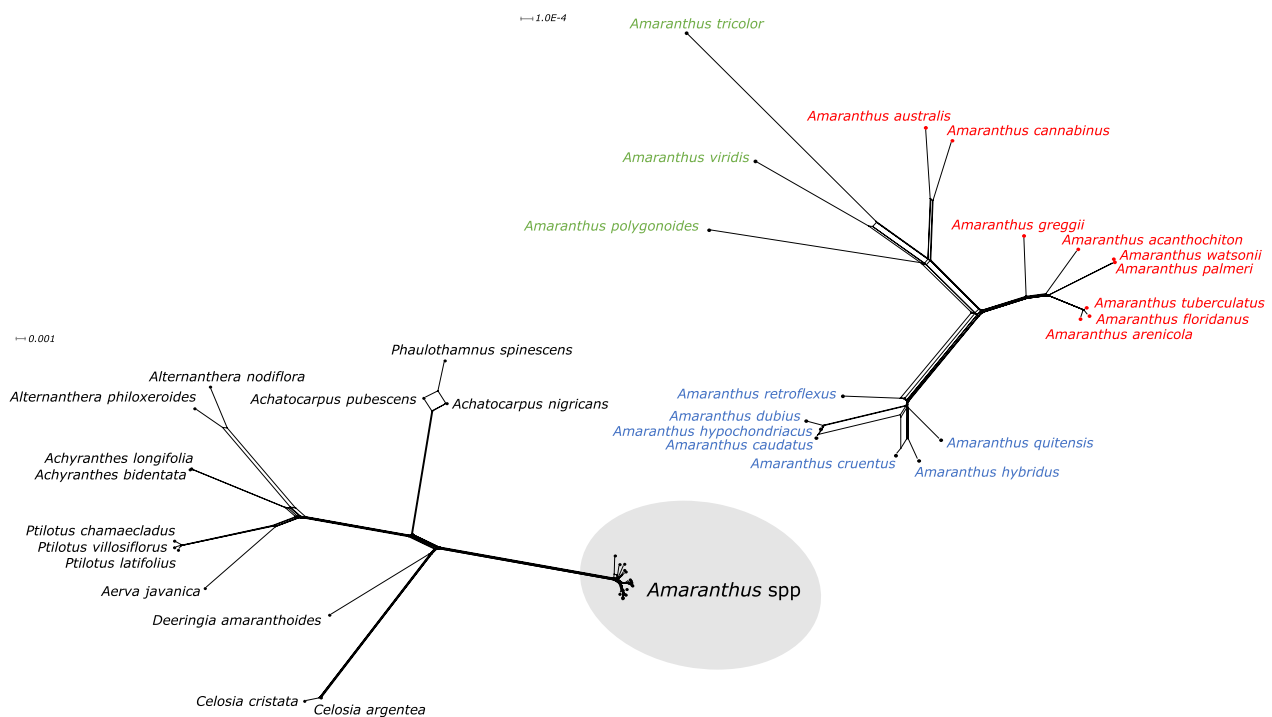 1.0E-4
Amaranthus tricolor
Amaranthus australis
Amaranthus cannabinus
Amaranthus viridis
Amaranthus polygonoides
Amaranthus greggii
Amaranthus acanthochiton
Amaranthus watsonii
Amaranthus palmeri
Amaranthus tuberculatus
Amaranthus floridanus
Amaranthus arenicola
Amaranthus retroflexus
Amaranthus dubius
Amaranthus hypochondriacus
Amaranthus caudatus
Amaranthus cruentus
Amaranthus quitensis
Amaranthus hybridus
0.001
Phaulothamnus spinescens
Alternanthera nodiflora
Alternanthera philoxeroides
Achatocarpus pubescens
Achatocarpus nigricans
Achyranthes longifolia
Achyranthes bidentata
Ptilotus chamaecladus
Ptilotus villosiflorus
Ptilotus latifolius
Aerva javanica
Deeringia amaranthoides
Amaranthus spp
Celosia cristata
Celosia argentea